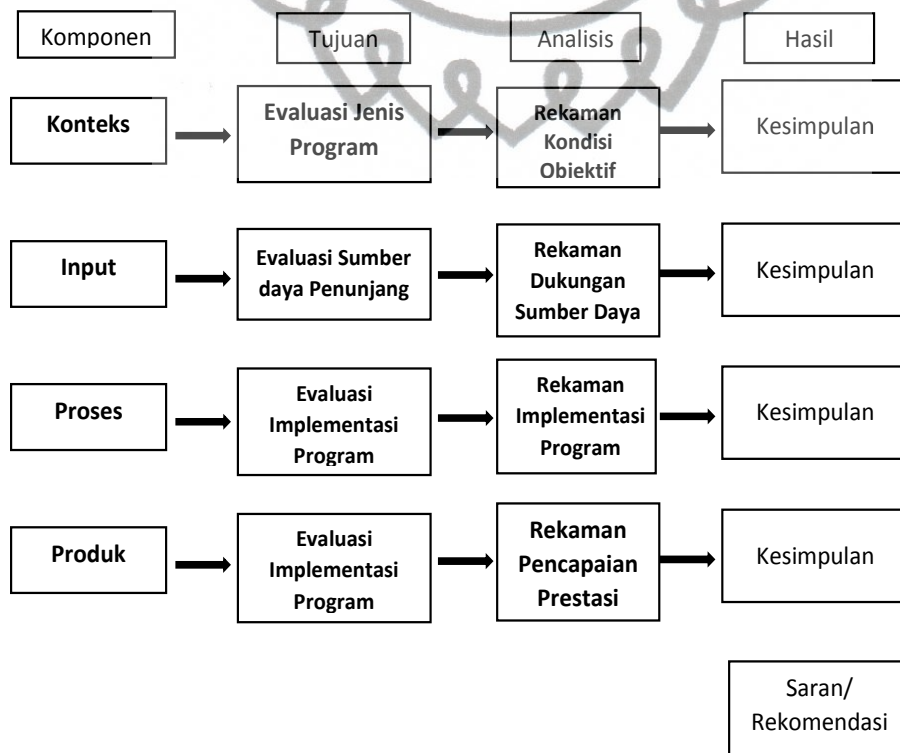 Komponen
Tujuan
Analisis
Hasil
Konteks
Evaluasi Jenis
Program
Rekaman
Kondisi
Obiektif
Kesimpulan
Input
Evaluasi Sumber
daya Penunjang
Rekaman
Dukungan
Sumber Daya
Kesimpulan
Proses
Evaluasi
Implementasi
Program
Rekaman
Implementasi
Program
Kesimpulan
Produk
Evaluasi
Implementasi
Program
Rekaman
Pencapaian
Prestasi
Kesimpulan
Saran/
Rekomendasi